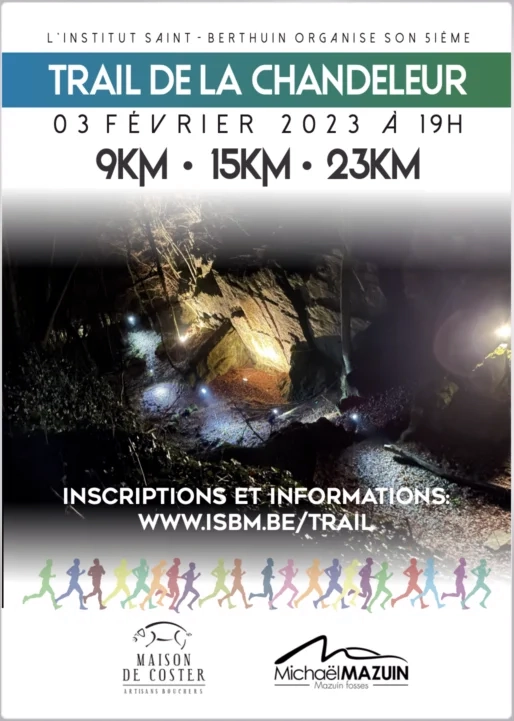 L'INSTITUT SAINT - BERTHUIN ORGANISE SON 5IÈME
TRAIL DE LA CHANDELEUR
03 FÉVRIER 2023 À 19H
9KM • 15KM • 23KM
INSCRIPTIONS ET INFORMATIONS:
WWW.ISBM.BE/TRAIL
MAISON
DE COSTER
ARTISANS BOUCHERS
MichaëlMAZUIN
Mazuin fosses